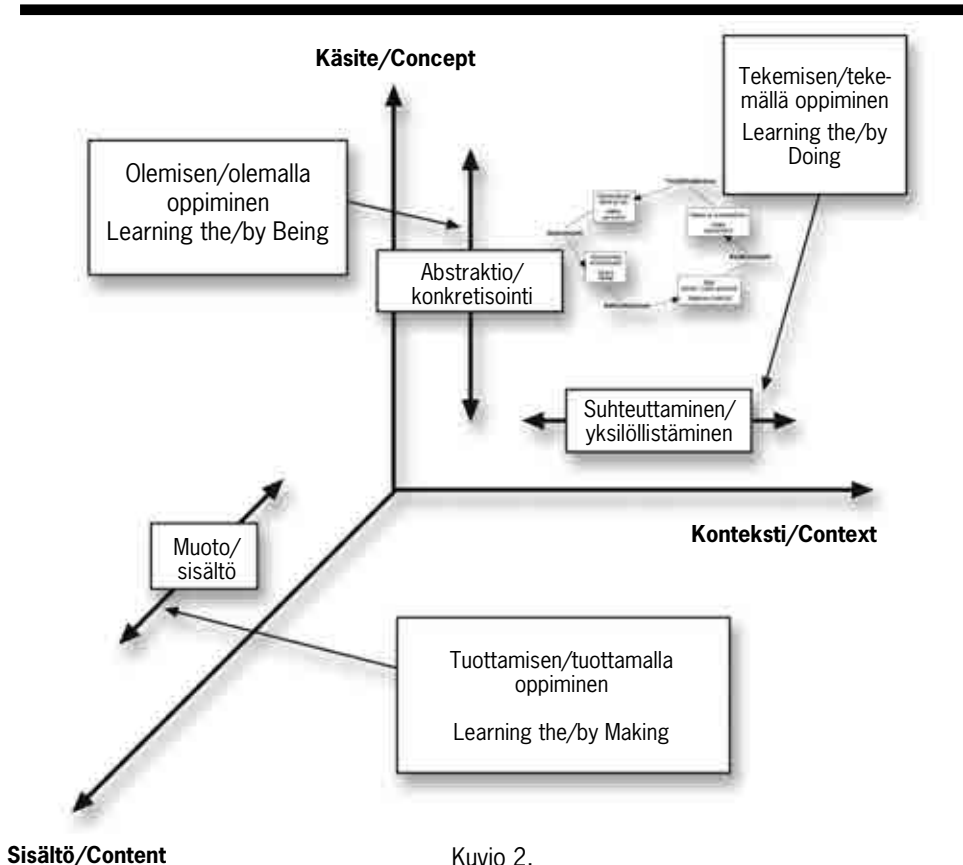 Käsite/Concept
Tekemisen/teke-
mällä oppiminen
Learning the/by
Doing
Olemisen/olemalla
oppiminen
Learning the/by Being
Abstraktio/
konkretisointi
Suhteuttaminen/
yksilöllistäminen
Konteksti/Context
Muoto/
sisältö
Tuottamisen/tuottamalla
oppiminen
Learning the/by Making
Sisältö/Content
Kuvio 2.